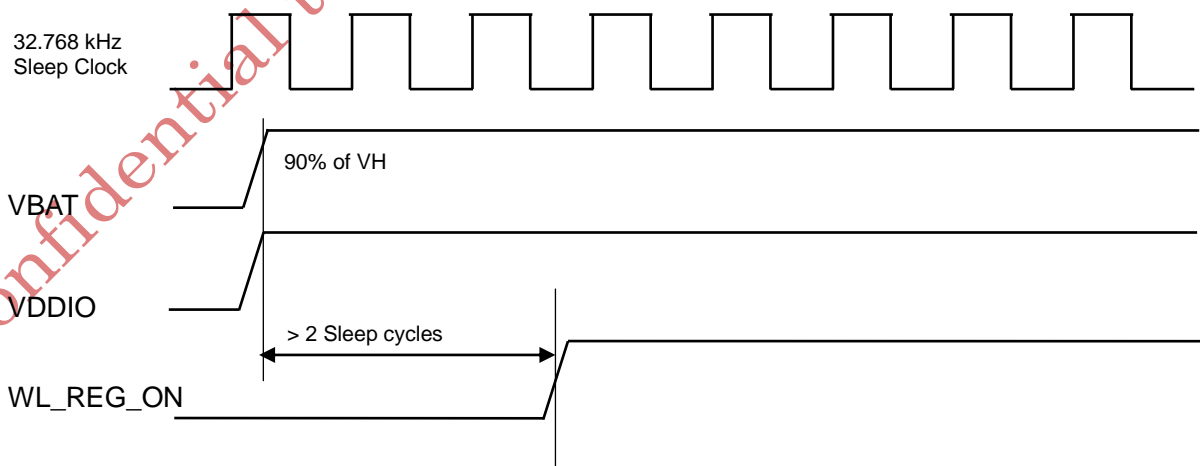 32.768 kHz
Sleep Clock
90% of VH
VBAT
VDDIO
> 2 Sleep cycles
WL_REG_ON